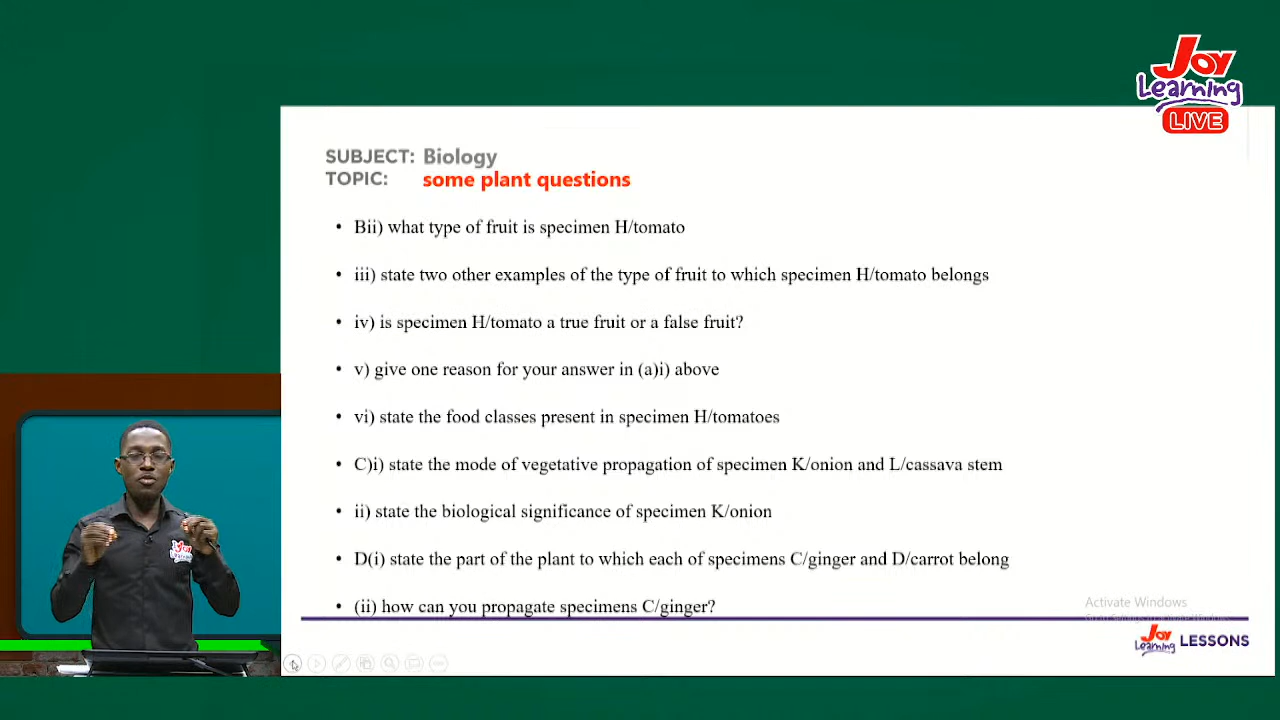 Joy
Learning
LIVE
SUBJECT: Biology
TOPIC: some plant questions
• Bii) what type of fruit is specimen H/tomato
• iii) state two other examples of the type of fruit to which specimen H/tomato belongs
• iv) is specimen H/tomato a true fruit or a false fruit?
• v) give one reason for your answer in (a)i) above
• vi) state the food classes present in specimen H/tomatoes
• C)i) state the mode of vegetative propagation of specimen K/onion and L/cassava stem
• ii) state the biological significance of specimen K/onion
• D(i) state the part of the plant to which each of specimens C/ginger and D/carrot belong
• (ii) how can you propagate specimens C/ginger?
Activate Windows
Joy
Learning LESSONS
Joy